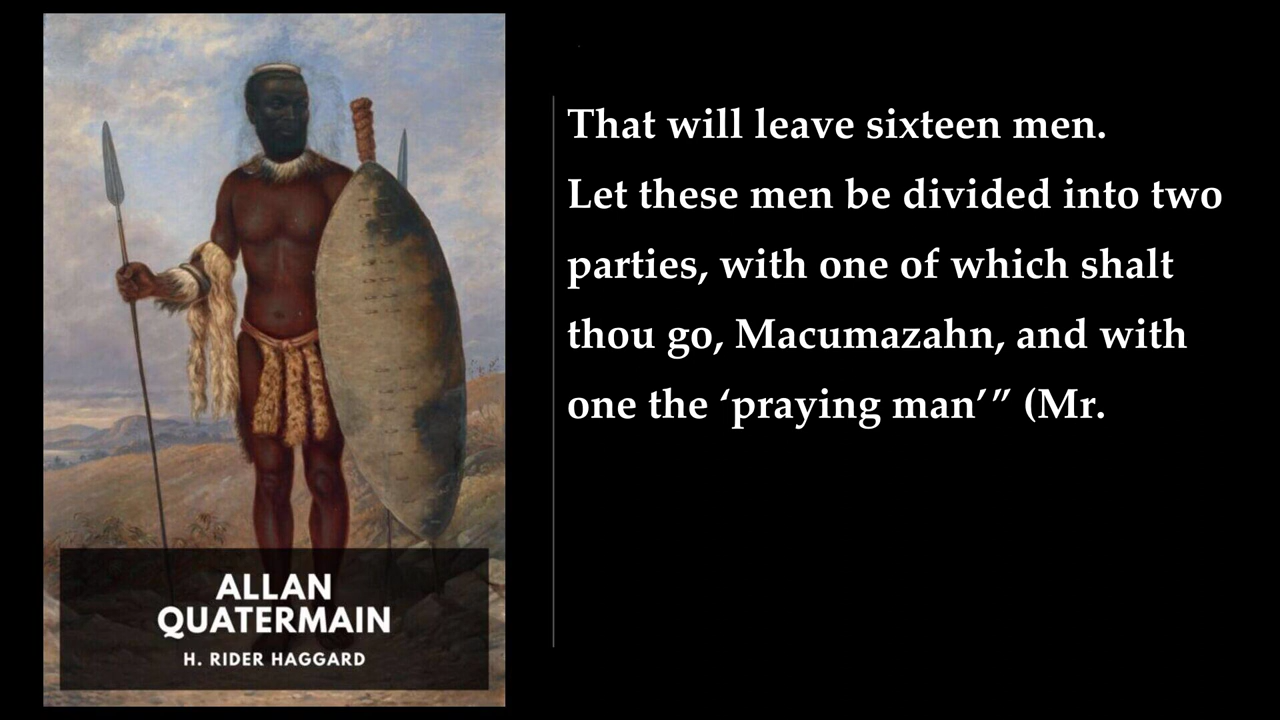 ALLAN
QUATERMAIN
H. RIDER HAGGARD
That will leave sixteen men.
Let these men be divided into two
parties, with one of which shalt
thou go, Macumazahn, and with
one the ‘praying man’” (Mr.